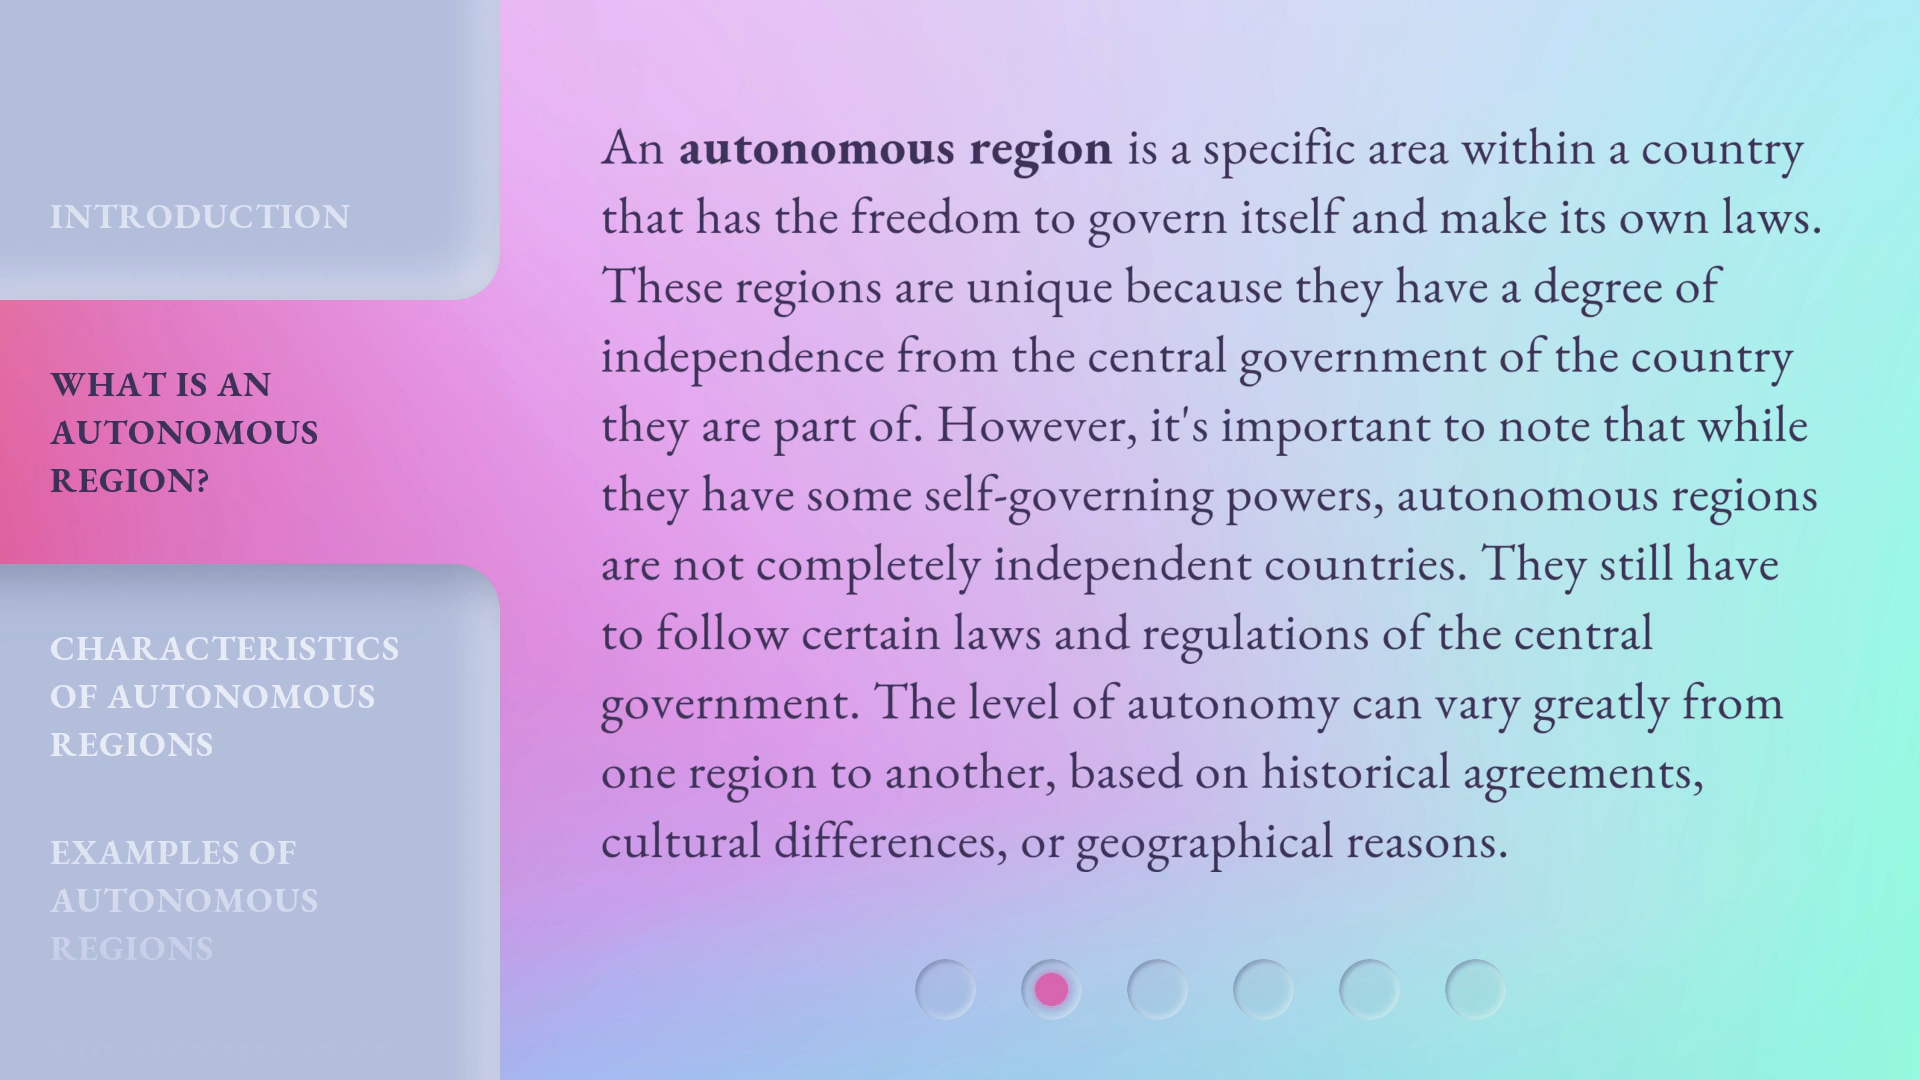 INTRODUCTION
WHAT IS AN
AUTONOMOUS
REGION?
CHARACTERISTICS
OF AUTONOMOUS
REGIONS
EXAMPLES OF
AUTONOMOUS
REGIONS
An autonomous region is a specific area within a country
that has the freedom to govern itself and make its own laws.
These regions are unique because they have a degree of
independence from the central government of the country
they are part of. However, it's important to note that while
they have some self-governing powers, autonomous regions
are not completely independent countries. They still have
to follow certain laws and regulations of the central
government. The level of autonomy can vary greatly from
one region to another, based on historical agreements,
cultural differences, or geographical reasons.